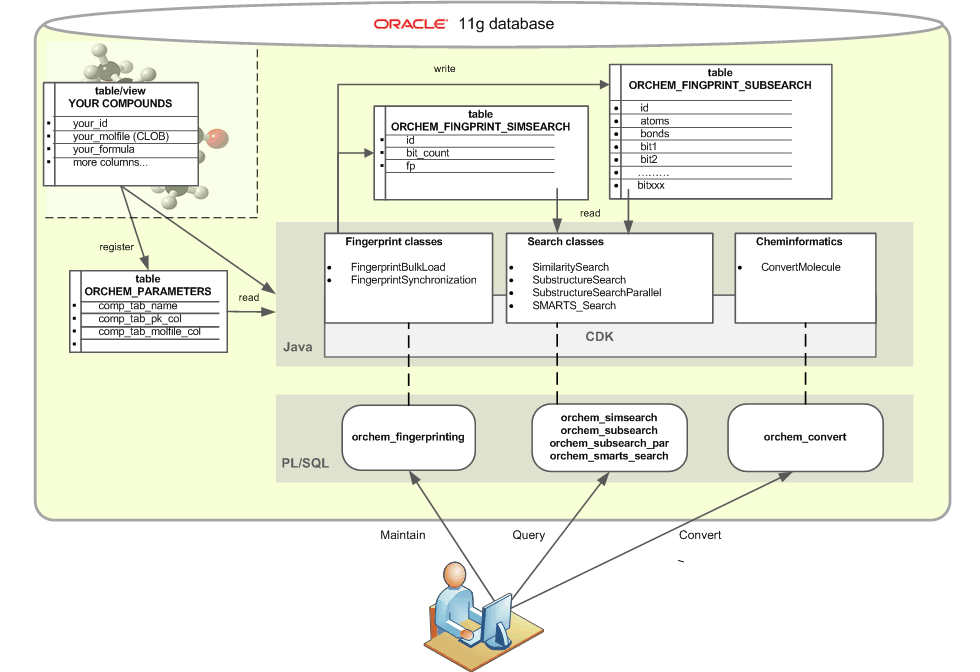 ORACLE 11g database
table/view
YOUR COMPOUNDS
your_id
your_molfile (CLOB)
your_formula
more columns...
write
table
ORCHEM_FINGPRINT_SIMSEARCH
id
bit_count
fp
table
ORCHEM_FINGPRINT_SUBSEARCH
id
atoms
bonds
bit1
bit2
.........
bitxxx
read
register
table
ORCHEM_PARAMETERS
comp_tab_name
comp_tab_pk_col
comp_tab_molfile_col
read
Fingerprint classes
FingerprintBulkLoad
FingerprintSynchronization
Search classes
SimilaritySearch
SubstructureSearch
SubstructureSearchParallel
SMARTS_Search
Cheminformatics
ConvertMolecule
CDK
Java
orchem_fingerprinting
orchem_simsearch
orchem_subsearch
orchem_subsearch_par
orchem_smarts_search
orchem_convert
PL/SQL
Maintain
Query
Convert
~